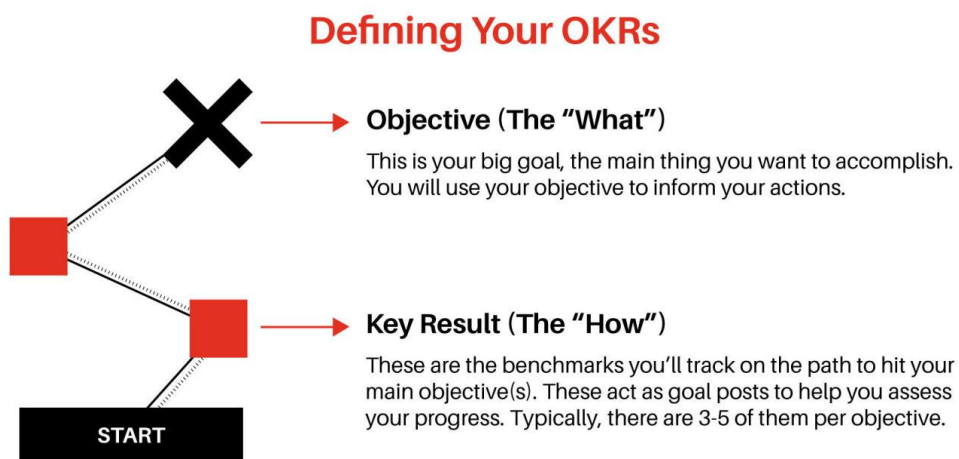 Defining Your OKRs
Objective (The “What”)
This is your big goal, the main thing you want to accomplish.
You will use your objective to inform your actions.
Key Result (The “How”)
These are the benchmarks you’ll track on the path to hit your
main objective(s). These act as goal posts to help you assess
your progress. Typically, there are 3-5 of them per objective.
START